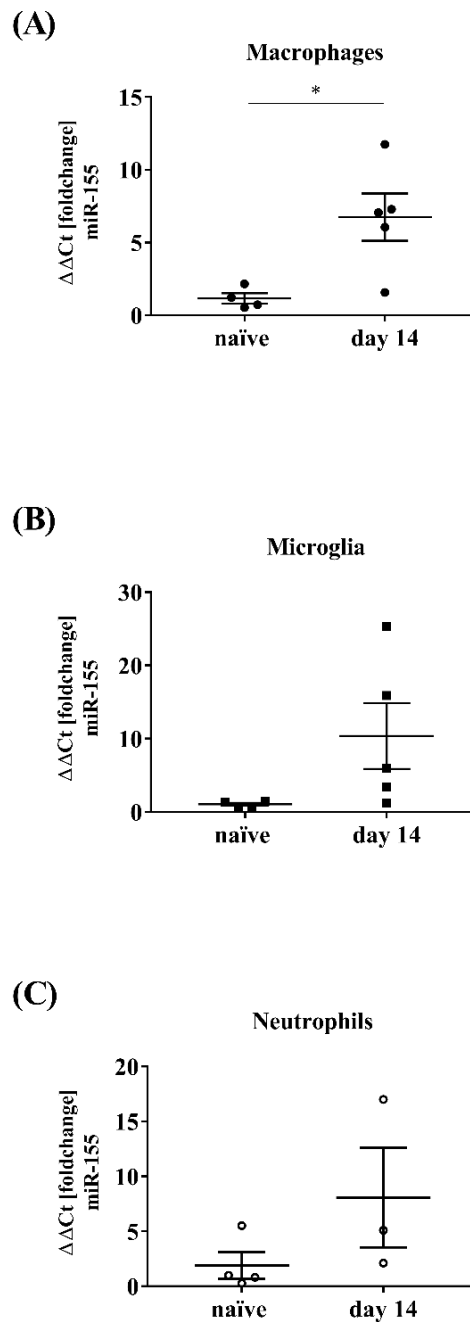 (A)
Macrophages
*
15
10
5
0
ΔΔCt [foldchange]
miR-155
naïve day 14
(B)
Microglia
30
20
10
0
ΔΔCt [foldchange]
miR-155
naïve day 14
(C)
Neutrophils
20
15
10
5
0
ΔΔCt [foldchange]
miR-155
naïve day 14